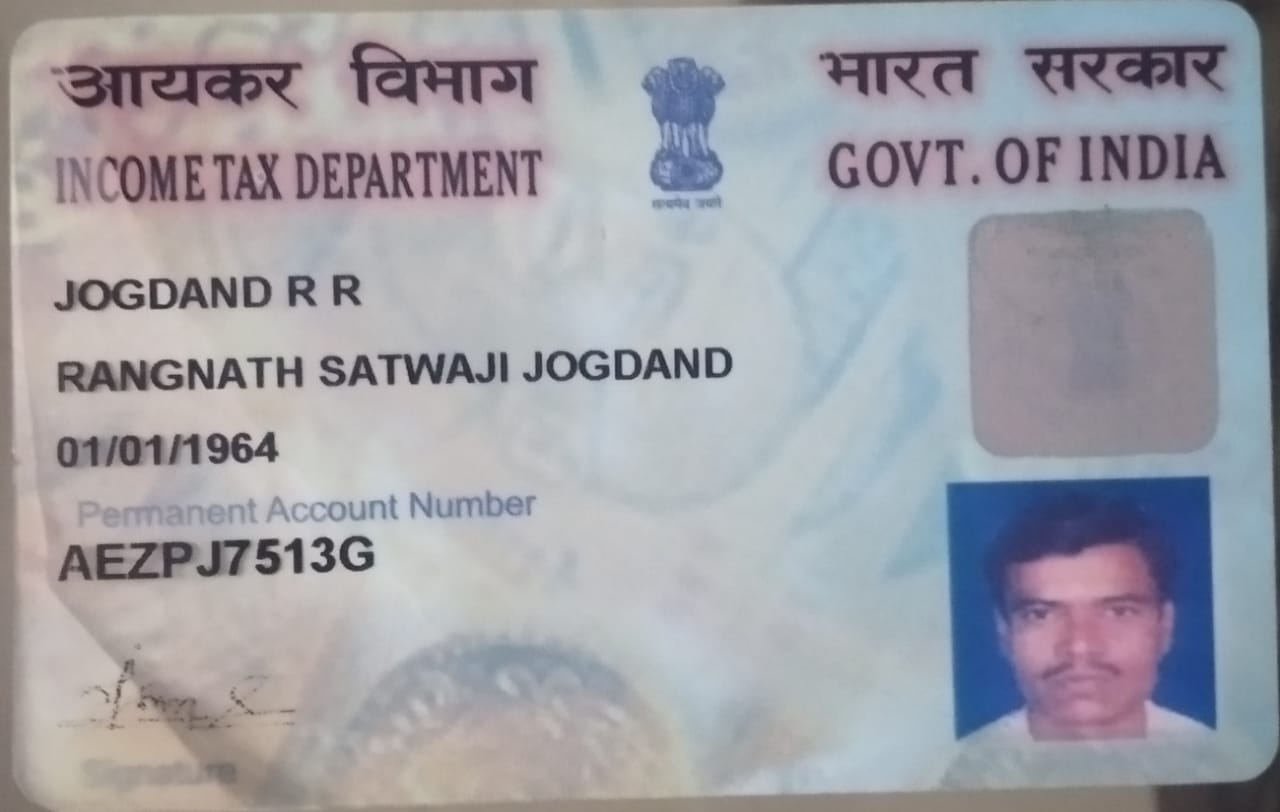 आयकर विभाग भारत सरकार
INCOME TAX DEPARTMENT GOVT. OF INDIA
सत्यमेव जयते
JOGDAND R R
RANGNATH SATWAJI JOGDAND
01/01/1964
Permanent Account Number
AEZPJ7513G
Signature